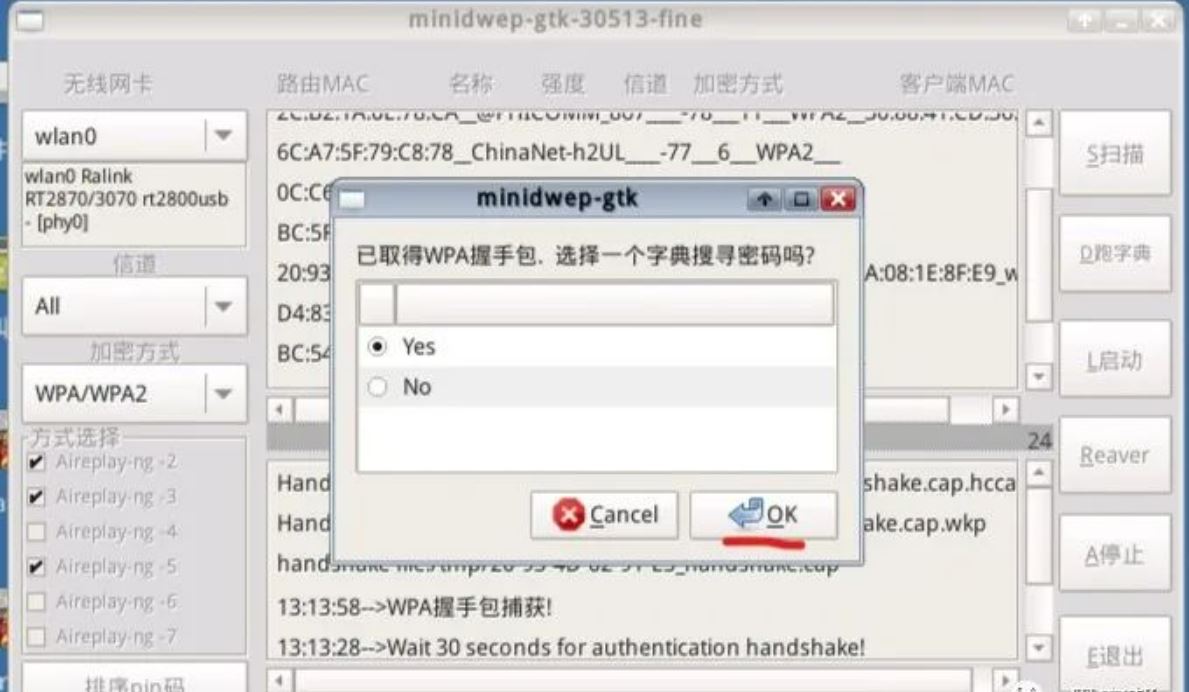 minidwep-gtk-30513-fine
无线网卡 路由MAC 名称 强度 信道 加密方式 客户端MAC
wlan0
wlan0 Ralink
RT2870/3070 rt2800usb
- [phy0]
信道
All
加密方式
WPA/WPA2
方式选择
Aireplay-ng -2
Aireplay-ng -3
Aireplay-ng -4
Aireplay-ng -5
Aireplay-ng -6
Aireplay-ng -7
排序pin码
6C:A7:5F:79:C8:78__ChinaNet-h2UL___-77__6__WPA2__
0C:C6
BC:5F
20:93
A:08:1E:8F:E9_w
D4:83
BC:54
minidwep-gtk
已取得WPA握手包. 选择一个字典搜寻密码吗?
Yes
No
Cancel
OK
24
Hand
shake.cap.hcca
Hand
ake.cap.wkp
13:13:58-->WPA握手包捕获!
13:13:28-->Wait 30 seconds for authentication handshake!
S扫描
D跑字典
L启动
Reaver
A停止
E退出